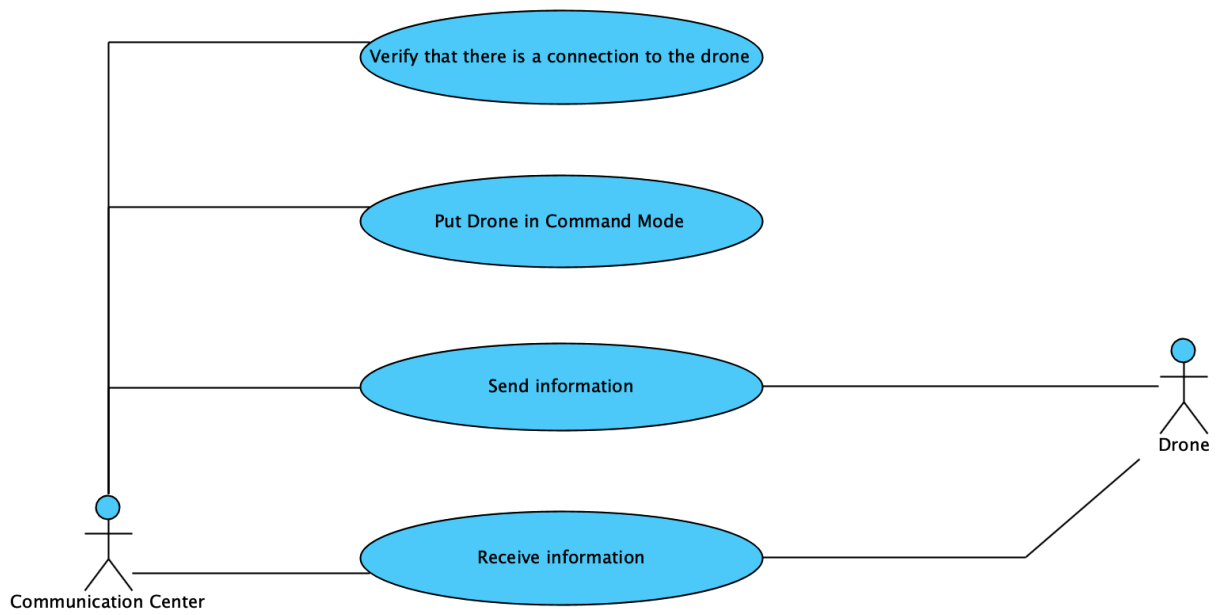 Verify that there is a connection to the drone
Put Drone in Command Mode
Send information
Drone
Receive information
Communication Center